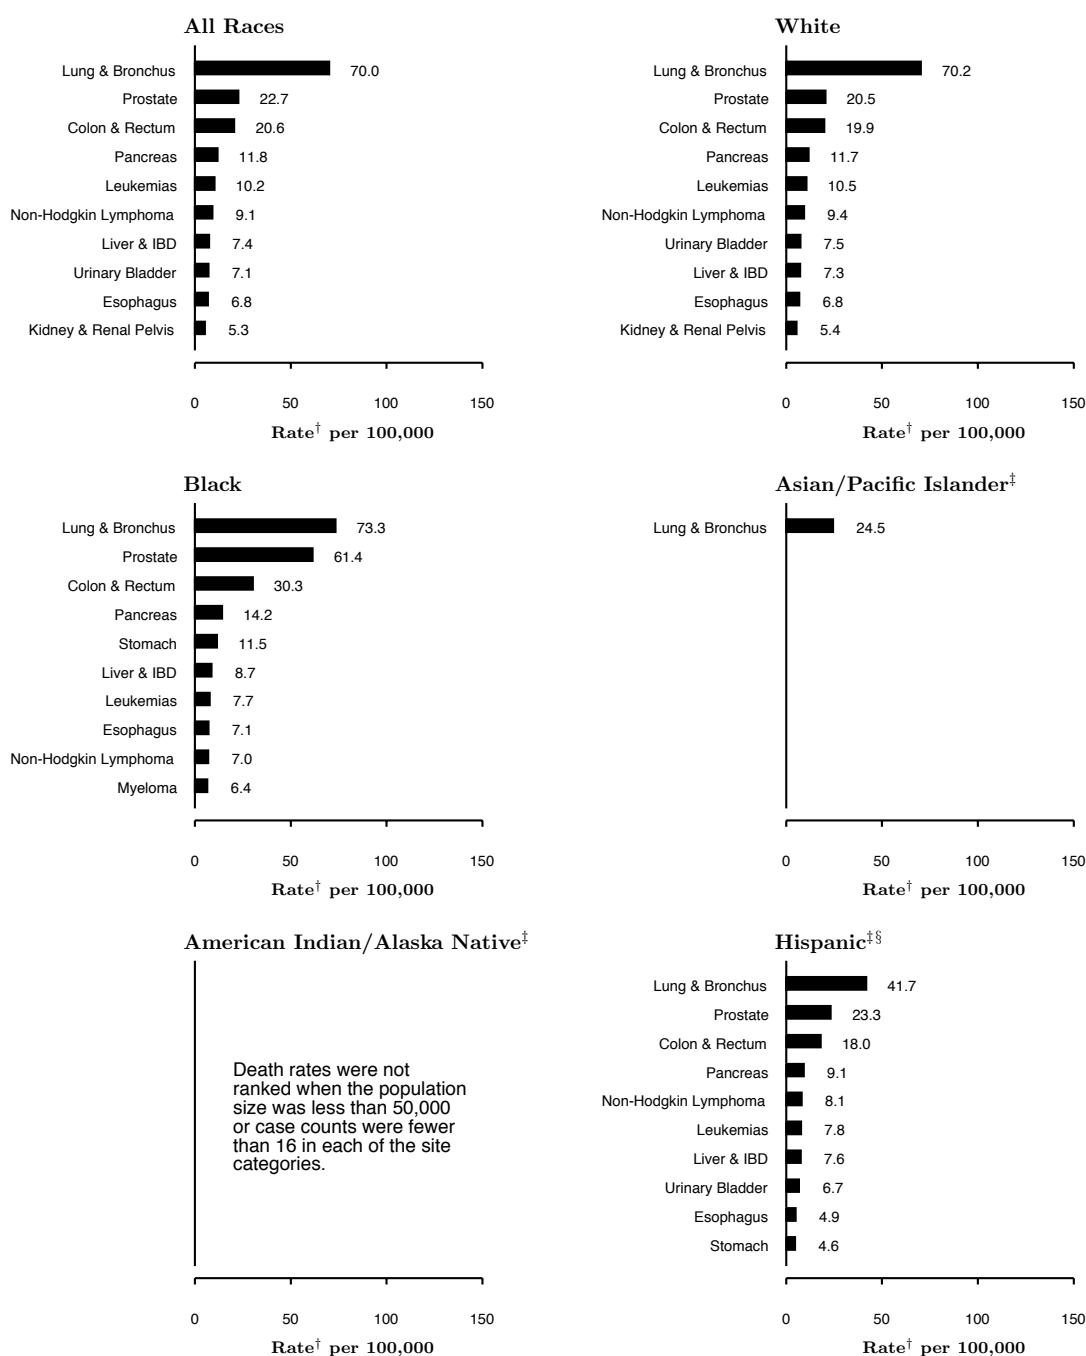 All Races
Lung & Bronchus 70.0
Prostate 22.7
Colon & Rectum 20.6
Pancreas 11.8
Leukemias 10.2
Non-Hodgkin Lymphoma 9.1
Liver & IBD 7.4
Urinary Bladder 7.1
Esophagus 6.8
Kidney & Renal Pelvis 5.3
0 50 100 150
Rate† per 100,000
White
Lung & Bronchus 70.2
Prostate 20.5
Colon & Rectum 19.9
Pancreas 11.7
Leukemias 10.5
Non-Hodgkin Lymphoma 9.4
Urinary Bladder 7.5
Liver & IBD 7.3
Esophagus 6.8
Kidney & Renal Pelvis 5.4
0 50 100 150
Rate† per 100,000
Black
Lung & Bronchus 73.3
Prostate 61.4
Colon & Rectum 30.3
Pancreas 14.2
Stomach 11.5
Liver & IBD 8.7
Leukemias 7.7
Esophagus 7.1
Non-Hodgkin Lymphoma 7.0
Myeloma 6.4
0 50 100 150
Rate† per 100,000
Asian/Pacific Islander‡
Lung & Bronchus 24.5
0 50 100 150
Rate† per 100,000
American Indian/Alaska Native‡
Death rates were not
ranked when the population
size was less than 50,000
or case counts were fewer
than 16 in each of the site
categories.
0 50 100 150
Rate† per 100,000
Hispanic‡§
Lung & Bronchus 41.7
Prostate 23.3
Colon & Rectum 18.0
Pancreas 9.1
Non-Hodgkin Lymphoma 8.1
Leukemias 7.8
Liver & IBD 7.6
Urinary Bladder 6.7
Esophagus 4.9
Stomach 4.6
0 50 100 150
Rate† per 100,000